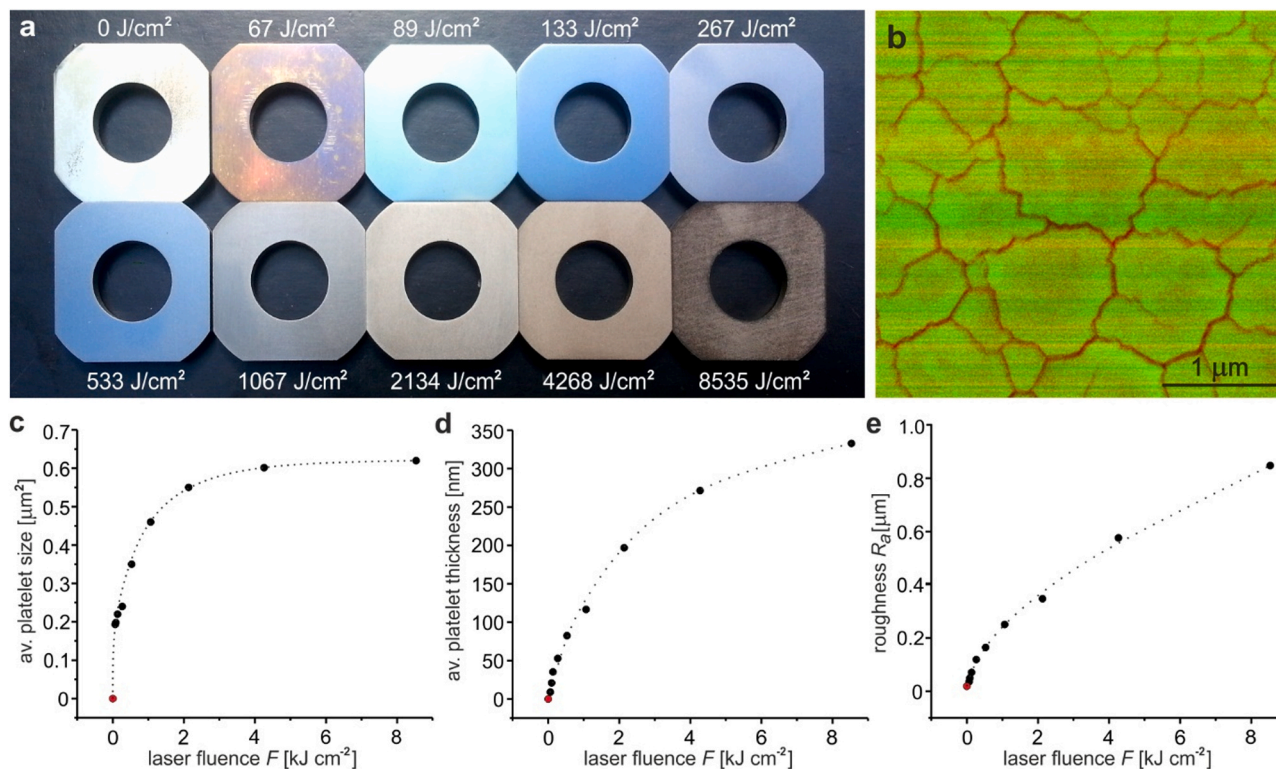 a
0 J/cm² 67 J/cm² 89 J/cm² 133 J/cm² 267 J/cm²
533 J/cm² 1067 J/cm² 2134 J/cm² 4268 J/cm² 8535 J/cm²
b
1 μm
c
0.7
0.6
0.5
0.4
0.3
0.2
0.1
0
av. platelet size [μm²]
0 2 4 6 8
laser fluence F [kJ cm⁻²]
d
350
300
250
200
150
100
50
0
av. platelet thickness [nm]
0 2 4 6 8
laser fluence F [kJ cm⁻²]
e
1.0
0.8
0.6
0.4
0.2
0
roughness Rₐ [μm]
0 2 4 6 8
laser fluence F [kJ cm⁻²]